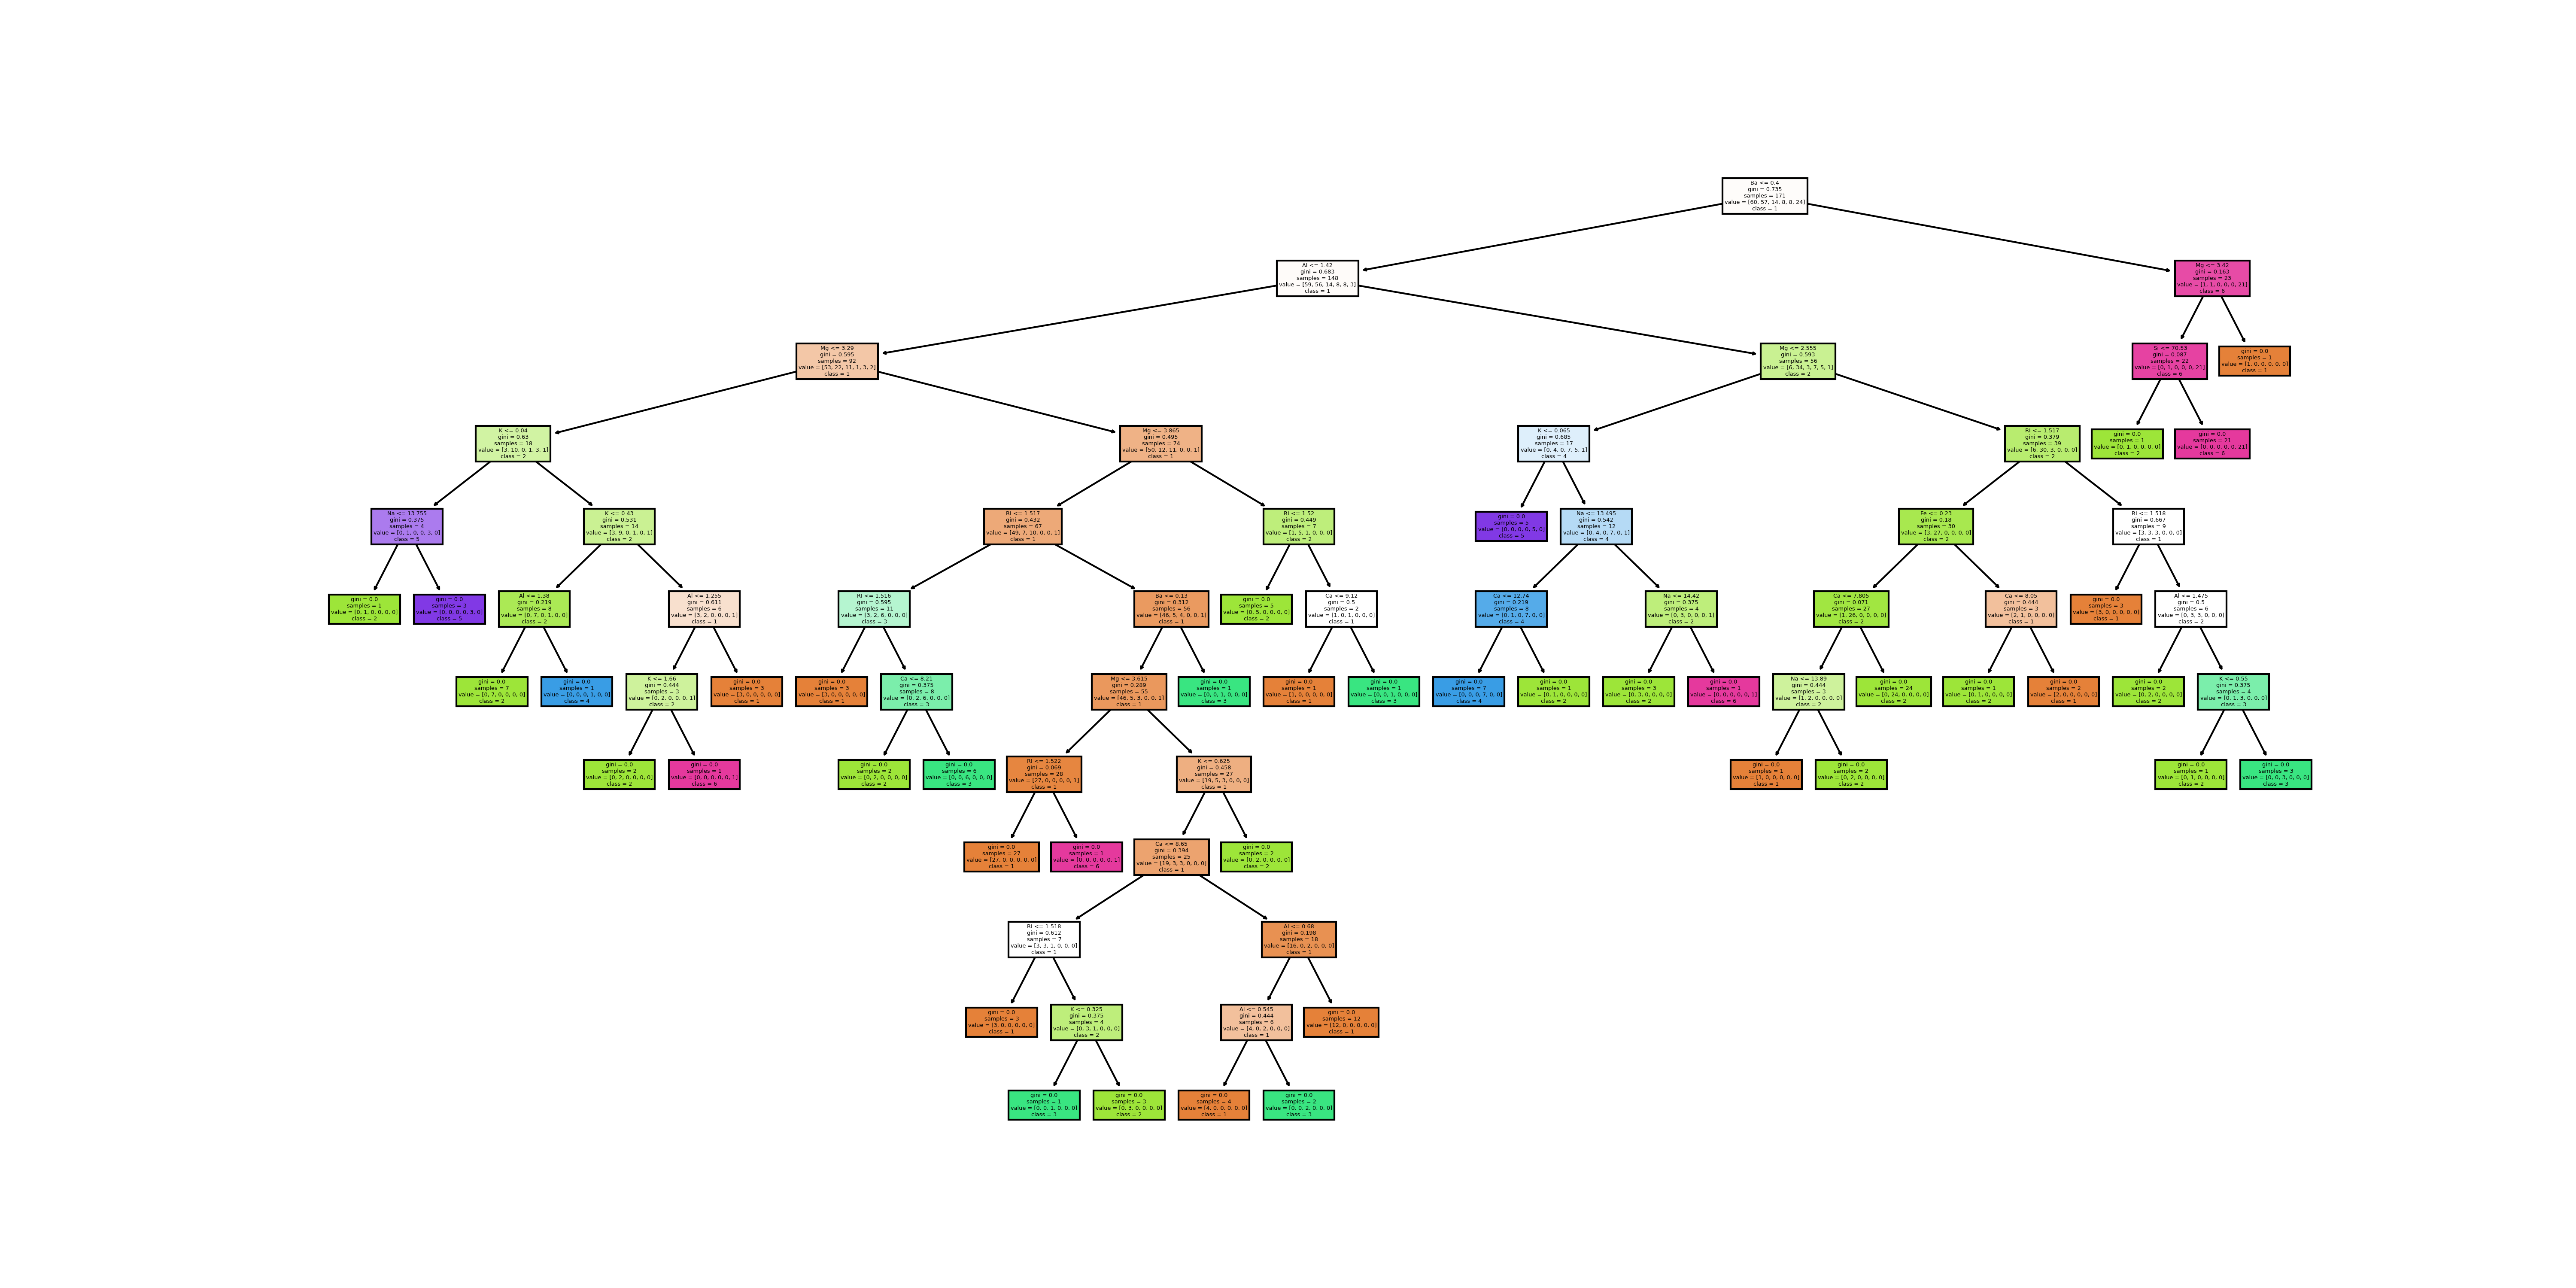 Ba <= 0.4
gini = 0.735
samples = 171
value = [60, 57, 14, 8, 8, 24]
class = 1
Al <= 1.42
gini = 0.683
samples = 148
value = [59, 56, 14, 8, 8, 3]
class = 1
Mg <= 3.42
gini = 0.163
samples = 23
value = [1, 1, 0, 0, 0, 21]
class = 6
Mg <= 3.29
gini = 0.595
samples = 92
value = [53, 22, 11, 1, 3, 2]
class = 1
Mg <= 2.555
gini = 0.593
samples = 56
value = [6, 34, 3, 7, 5, 1]
class = 2
Si <= 70.53
gini = 0.087
samples = 22
value = [0, 1, 0, 0, 0, 21]
class = 6
gini = 0.0
samples = 1
value = [1, 0, 0, 0, 0, 0]
class = 1
K <= 0.04
gini = 0.63
samples = 18
value = [3, 10, 0, 1, 3, 1]
class = 2
Mg <= 3.865
gini = 0.495
samples = 74
value = [50, 12, 11, 0, 0, 1]
class = 1
K <= 0.065
gini = 0.685
samples = 17
value = [0, 4, 0, 7, 5, 1]
class = 4
RI <= 1.517
gini = 0.379
samples = 39
value = [6, 30, 3, 0, 0, 0]
class = 2
gini = 0.0
samples = 1
value = [0, 1, 0, 0, 0, 0]
class = 2
gini = 0.0
samples = 21
value = [0, 0, 0, 0, 0, 21]
class = 6
Na <= 13.755
gini = 0.375
samples = 4
value = [0, 1, 0, 0, 3, 0]
class = 5
K <= 0.43
gini = 0.531
samples = 14
value = [3, 9, 0, 1, 0, 1]
class = 2
RI <= 1.517
gini = 0.432
samples = 67
value = [49, 7, 10, 0, 0, 1]
class = 1
RI <= 1.52
gini = 0.449
samples = 7
value = [1, 5, 1, 0, 0, 0]
class = 2
gini = 0.0
samples = 5
value = [0, 0, 0, 0, 5, 0]
class = 5
Na <= 13.495
gini = 0.542
samples = 12
value = [0, 4, 0, 7, 0, 1]
class = 4
Fe <= 0.23
gini = 0.18
samples = 30
value = [3, 27, 0, 0, 0, 0]
class = 2
RI <= 1.518
gini = 0.667
samples = 9
value = [3, 3, 3, 0, 0, 0]
class = 1
gini = 0.0
samples = 1
value = [0, 1, 0, 0, 0, 0]
class = 2
gini = 0.0
samples = 3
value = [0, 0, 0, 0, 3, 0]
class = 5
Al <= 1.38
gini = 0.219
samples = 8
value = [0, 7, 0, 1, 0, 0]
class = 2
Al <= 1.255
gini = 0.611
samples = 6
value = [3, 2, 0, 0, 0, 1]
class = 1
RI <= 1.516
gini = 0.595
samples = 11
value = [3, 2, 6, 0, 0, 0]
class = 3
Ba <= 0.13
gini = 0.312
samples = 56
value = [46, 5, 4, 0, 0, 1]
class = 1
gini = 0.0
samples = 5
value = [0, 5, 0, 0, 0, 0]
class = 2
Ca <= 9.12
gini = 0.5
samples = 2
value = [1, 0, 1, 0, 0, 0]
class = 1
Ca <= 12.74
gini = 0.219
samples = 8
value = [0, 1, 0, 7, 0, 0]
class = 4
Na <= 14.42
gini = 0.375
samples = 4
value = [0, 3, 0, 0, 0, 1]
class = 2
Ca <= 7.805
gini = 0.071
samples = 27
value = [1, 26, 0, 0, 0, 0]
class = 2
Ca <= 8.05
gini = 0.444
samples = 3
value = [2, 1, 0, 0, 0, 0]
class = 1
gini = 0.0
samples = 3
value = [3, 0, 0, 0, 0, 0]
class = 1
Al <= 1.475
gini = 0.5
samples = 6
value = [0, 3, 3, 0, 0, 0]
class = 2
gini = 0.0
samples = 7
value = [0, 7, 0, 0, 0, 0]
class = 2
gini = 0.0
samples = 1
value = [0, 0, 0, 1, 0, 0]
class = 4
K <= 1.66
gini = 0.444
samples = 3
value = [0, 2, 0, 0, 0, 1]
class = 2
gini = 0.0
samples = 3
value = [3, 0, 0, 0, 0, 0]
class = 1
gini = 0.0
samples = 3
value = [3, 0, 0, 0, 0, 0]
class = 1
Ca <= 8.21
gini = 0.375
samples = 8
value = [0, 2, 6, 0, 0, 0]
class = 3
Mg <= 3.615
gini = 0.289
samples = 55
value = [46, 5, 3, 0, 0, 1]
class = 1
gini = 0.0
samples = 1
value = [0, 0, 1, 0, 0, 0]
class = 3
gini = 0.0
samples = 1
value = [1, 0, 0, 0, 0, 0]
class = 1
gini = 0.0
samples = 1
value = [0, 0, 1, 0, 0, 0]
class = 3
gini = 0.0
samples = 7
value = [0, 0, 0, 7, 0, 0]
class = 4
gini = 0.0
samples = 1
value = [0, 1, 0, 0, 0, 0]
class = 2
gini = 0.0
samples = 3
value = [0, 3, 0, 0, 0, 0]
class = 2
gini = 0.0
samples = 1
value = [0, 0, 0, 0, 0, 1]
class = 6
Na <= 13.89
gini = 0.444
samples = 3
value = [1, 2, 0, 0, 0, 0]
class = 2
gini = 0.0
samples = 24
value = [0, 24, 0, 0, 0, 0]
class = 2
gini = 0.0
samples = 1
value = [0, 1, 0, 0, 0, 0]
class = 2
gini = 0.0
samples = 2
value = [2, 0, 0, 0, 0, 0]
class = 1
gini = 0.0
samples = 2
value = [0, 2, 0, 0, 0, 0]
class = 2
K <= 0.55
gini = 0.375
samples = 4
value = [0, 1, 3, 0, 0, 0]
class = 3
gini = 0.0
samples = 2
value = [0, 2, 0, 0, 0, 0]
class = 2
gini = 0.0
samples = 1
value = [0, 0, 0, 0, 0, 1]
class = 6
gini = 0.0
samples = 2
value = [0, 2, 0, 0, 0, 0]
class = 2
gini = 0.0
samples = 6
value = [0, 0, 6, 0, 0, 0]
class = 3
RI <= 1.522
gini = 0.069
samples = 28
value = [27, 0, 0, 0, 0, 1]
class = 1
K <= 0.625
gini = 0.458
samples = 27
value = [19, 5, 3, 0, 0, 0]
class = 1
gini = 0.0
samples = 1
value = [1, 0, 0, 0, 0, 0]
class = 1
gini = 0.0
samples = 2
value = [0, 2, 0, 0, 0, 0]
class = 2
gini = 0.0
samples = 1
value = [0, 1, 0, 0, 0, 0]
class = 2
gini = 0.0
samples = 3
value = [0, 0, 3, 0, 0, 0]
class = 3
gini = 0.0
samples = 27
value = [27, 0, 0, 0, 0, 0]
class = 1
gini = 0.0
samples = 1
value = [0, 0, 0, 0, 0, 1]
class = 6
Ca <= 8.65
gini = 0.394
samples = 25
value = [19, 3, 3, 0, 0, 0]
class = 1
gini = 0.0
samples = 2
value = [0, 2, 0, 0, 0, 0]
class = 2
RI <= 1.518
gini = 0.612
samples = 7
value = [3, 3, 1, 0, 0, 0]
class = 1
Al <= 0.68
gini = 0.198
samples = 18
value = [16, 0, 2, 0, 0, 0]
class = 1
gini = 0.0
samples = 3
value = [3, 0, 0, 0, 0, 0]
class = 1
K <= 0.325
gini = 0.375
samples = 4
value = [0, 3, 1, 0, 0, 0]
class = 2
Al <= 0.545
gini = 0.444
samples = 6
value = [4, 0, 2, 0, 0, 0]
class = 1
gini = 0.0
samples = 12
value = [12, 0, 0, 0, 0, 0]
class = 1
gini = 0.0
samples = 1
value = [0, 0, 1, 0, 0, 0]
class = 3
gini = 0.0
samples = 3
value = [0, 3, 0, 0, 0, 0]
class = 2
gini = 0.0
samples = 4
value = [4, 0, 0, 0, 0, 0]
class = 1
gini = 0.0
samples = 2
value = [0, 0, 2, 0, 0, 0]
class = 3